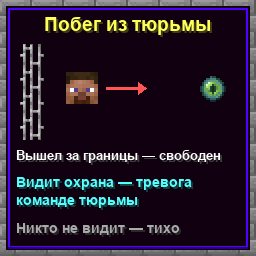 Побег из тюрьмы
Вышел за границы — свободен
Видит охрана — тревога
команде тюрьмы
Никто не видит — тихо